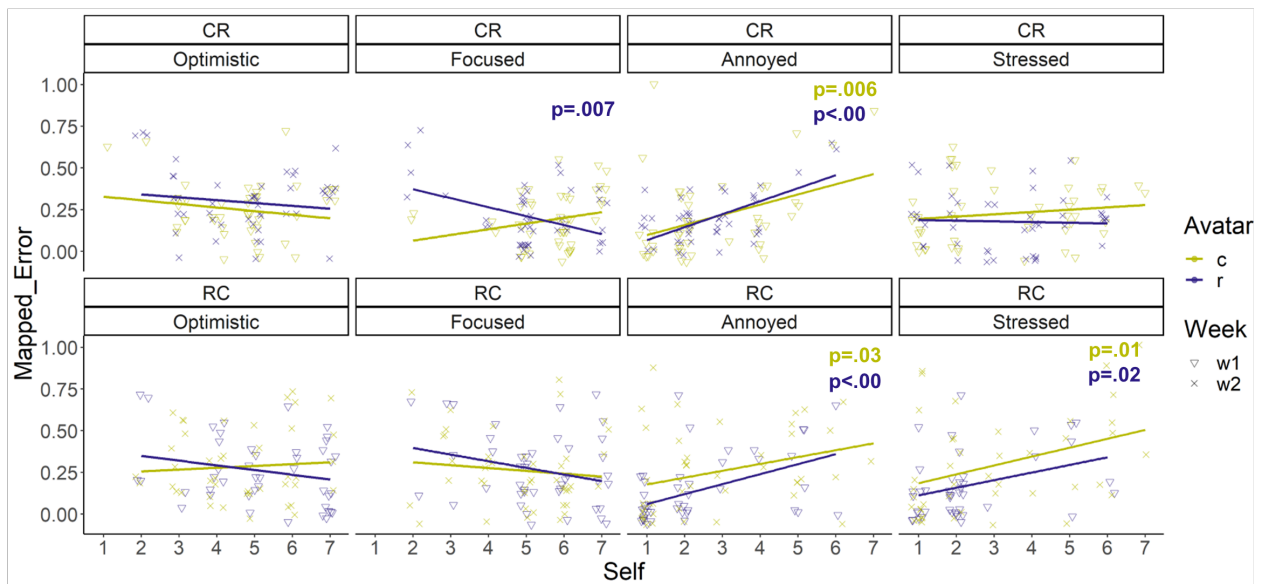 CR CR CR CR
Optimistic Focused Annoyed Stressed
1.00
0.75
0.50
0.25
0.00
p=.007
p=.006
p<.00
RC RC RC RC
Optimistic Focused Annoyed Stressed
1.00
0.75
0.50
0.25
0.00
p=.03
p<.00
p=.01
p=.02
1 2 3 4 5 6 7 1 2 3 4 5 6 7 1 2 3 4 5 6 7 1 2 3 4 5 6 7
Mapped_Error
Self
Avatar
c
r
Week
w1
w2